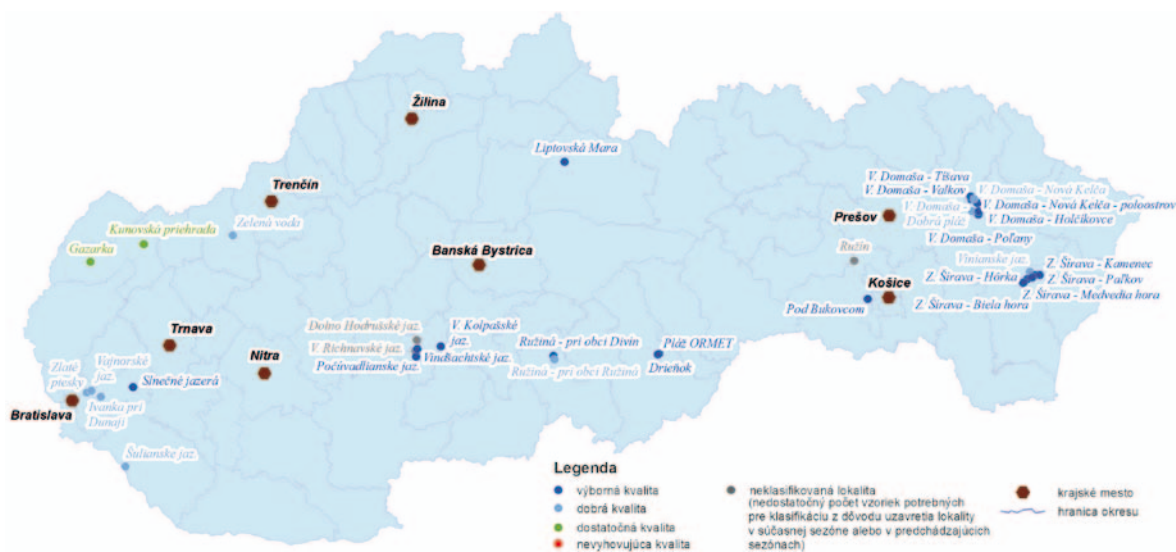 Žilina
Liptovská Mara
Trenčín
Zelená voda
Kunovská priehrada
Gazarka
Banská Bystrica
V. Domaša - Tišava
V. Domaša - Valkov
V. Domaša - Nová Kelča
V. Domaša - Nová Kelča - poloostrov
V. Domaša -
Dobrá pláž
V. Domaša - Holčíkovce
Prešov
V. Domaša - Poľany
Ružín
Vinianske jaz.
Z. Šírava - Kamenec
Z. Šírava - Hôrka
Z. Šírava - Paľkov
Košice
Z. Šírava - Medvedia hora
Z. Šírava - Biela hora
Pod Bukovcom
Dolno Hodrušské jaz.
V. Kolpašské
jaz.
V. Richnavské jaz.
Počúvadlianske jaz.
Vindšachtské jaz.
Ružiná - pri obci Divín
Ružiná - pri obci Ružiná
Pláž ORMET
Drieňok
Trnava
Nitra
Zlaté
piesky
Vajnorské
jaz.
Slnečné jazerá
Bratislava
Ivanka pri
Dunaji
Šulianske jaz.
Legenda
výborná kvalita
dobrá kvalita
dostatočná kvalita
nevyhovujúca kvalita
neklasifikovaná lokalita
(nedostatočný počet vzoriek potrebných
pre klasifikáciu z dôvodu uzavretia lokality
v súčasnej sezóne alebo v predchádzajúcich
sezónach)
krajské mesto
hranica okresu